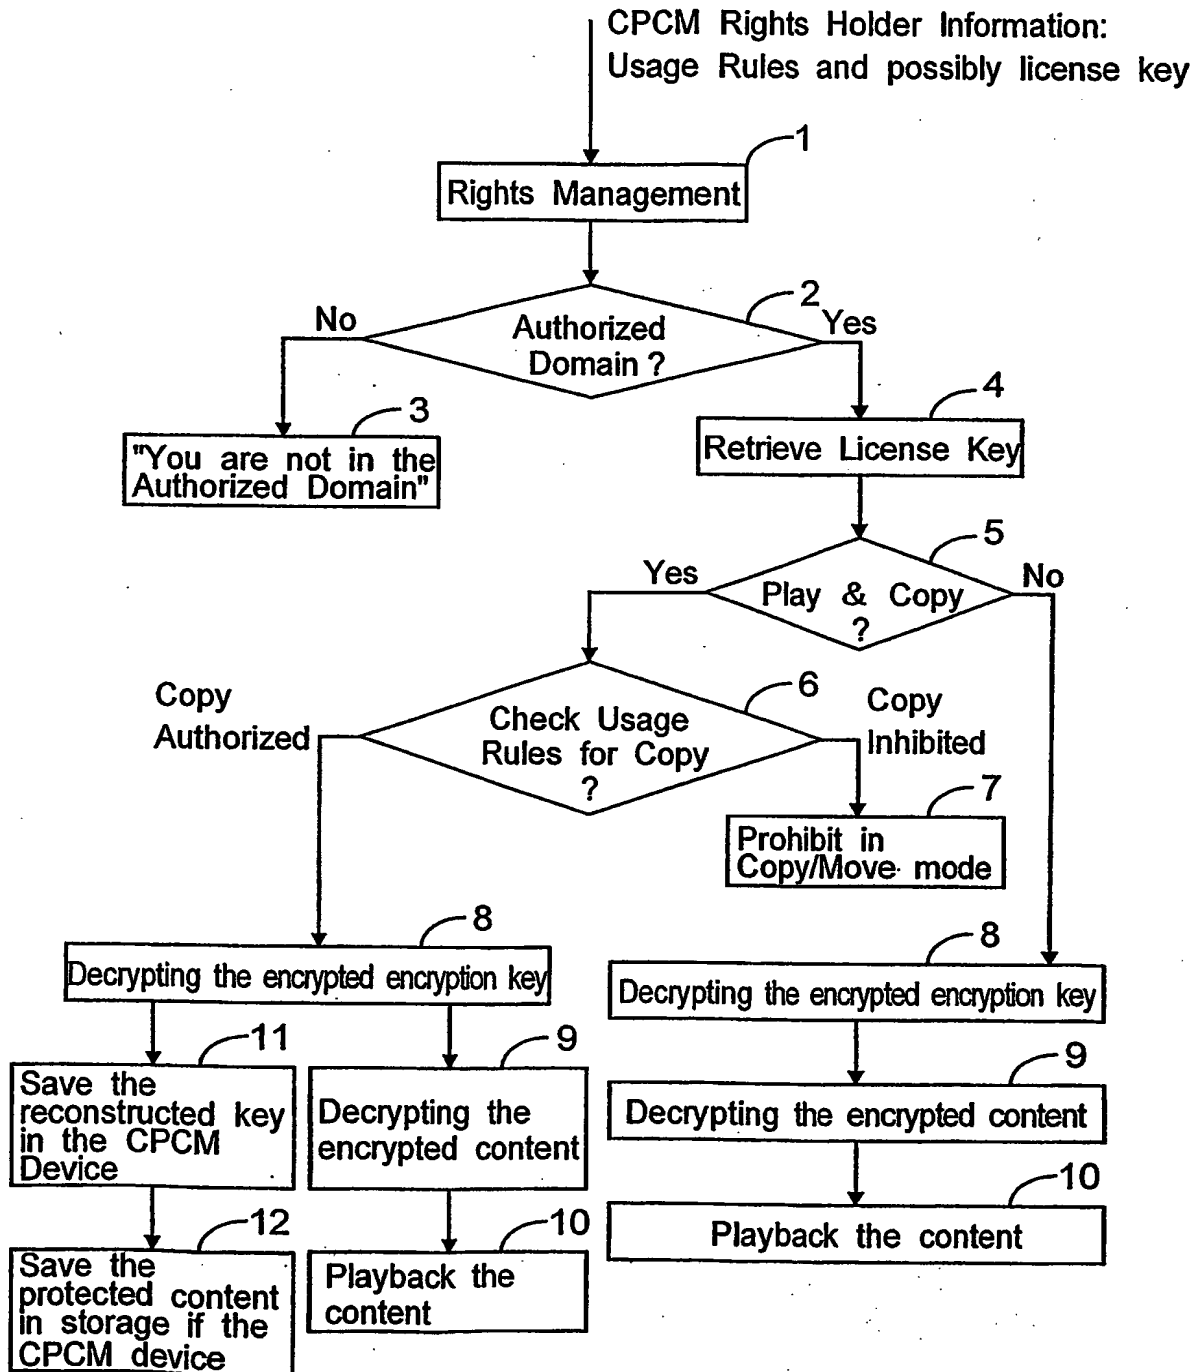 CPCM Rights Holder Information:
Usage Rules and possibly license key
1
Rights Management
2
No
Yes
Authorized
Domain ?
3
"You are not in the
Authorized Domain"
4
Retrieve License Key
5
Yes
No
Play & Copy
?
6
Copy
Authorized
Copy
Inhibited
Check Usage
Rules for Copy
?
7
Prohibit in
Copy/Move mode
8
Decrypting the encrypted encryption key
8
Decrypting the encrypted encryption key
11
Save the
reconstructed key
in the CPCM
Device
9
Decrypting the
encrypted content
9
Decrypting the encrypted content
12
Save the
protected content
in storage if the
CPCM device
10
Playback the
content
10
Playback the content